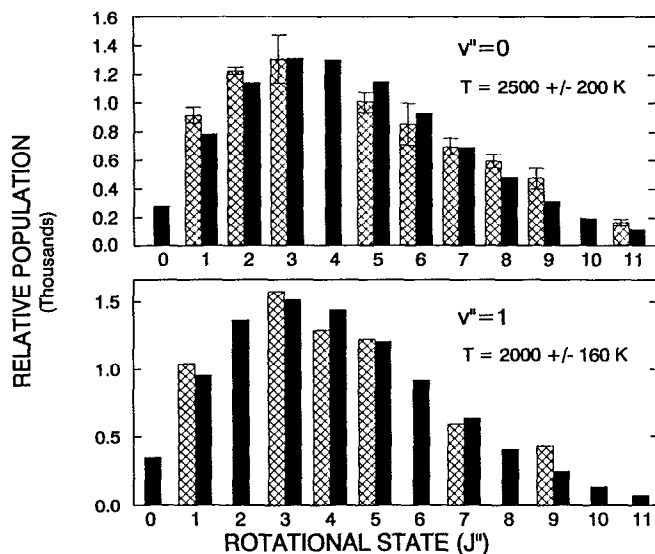 RELATIVE POPULATION
(Thousands)
1.6
1.4
1.2
1.0
0.8
0.6
0.4
0.2
0.0
v"=0
T = 2500 +/- 200 K
0 1 2 3 4 5 6 7 8 9 10 11
1.5
1.0
0.5
0.0
v"=1
T = 2000 +/- 160 K
0 1 2 3 4 5 6 7 8 9 10 11
ROTATIONAL STATE (J")